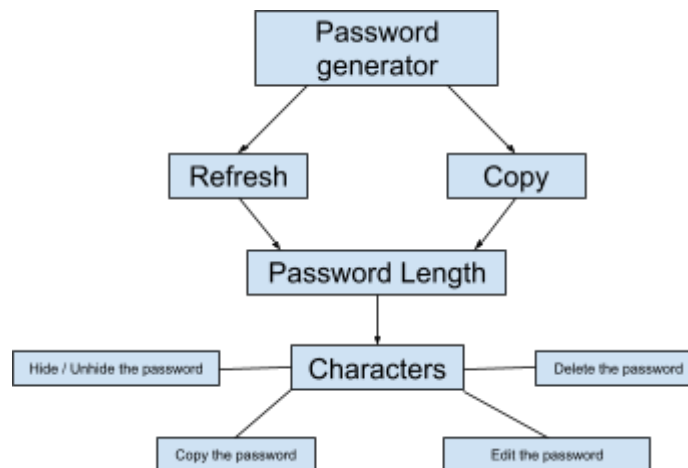 Password
generator
Refresh
Copy
Password Length
Characters
Hide / Unhide the password
Delete the password
Copy the password
Edit the password